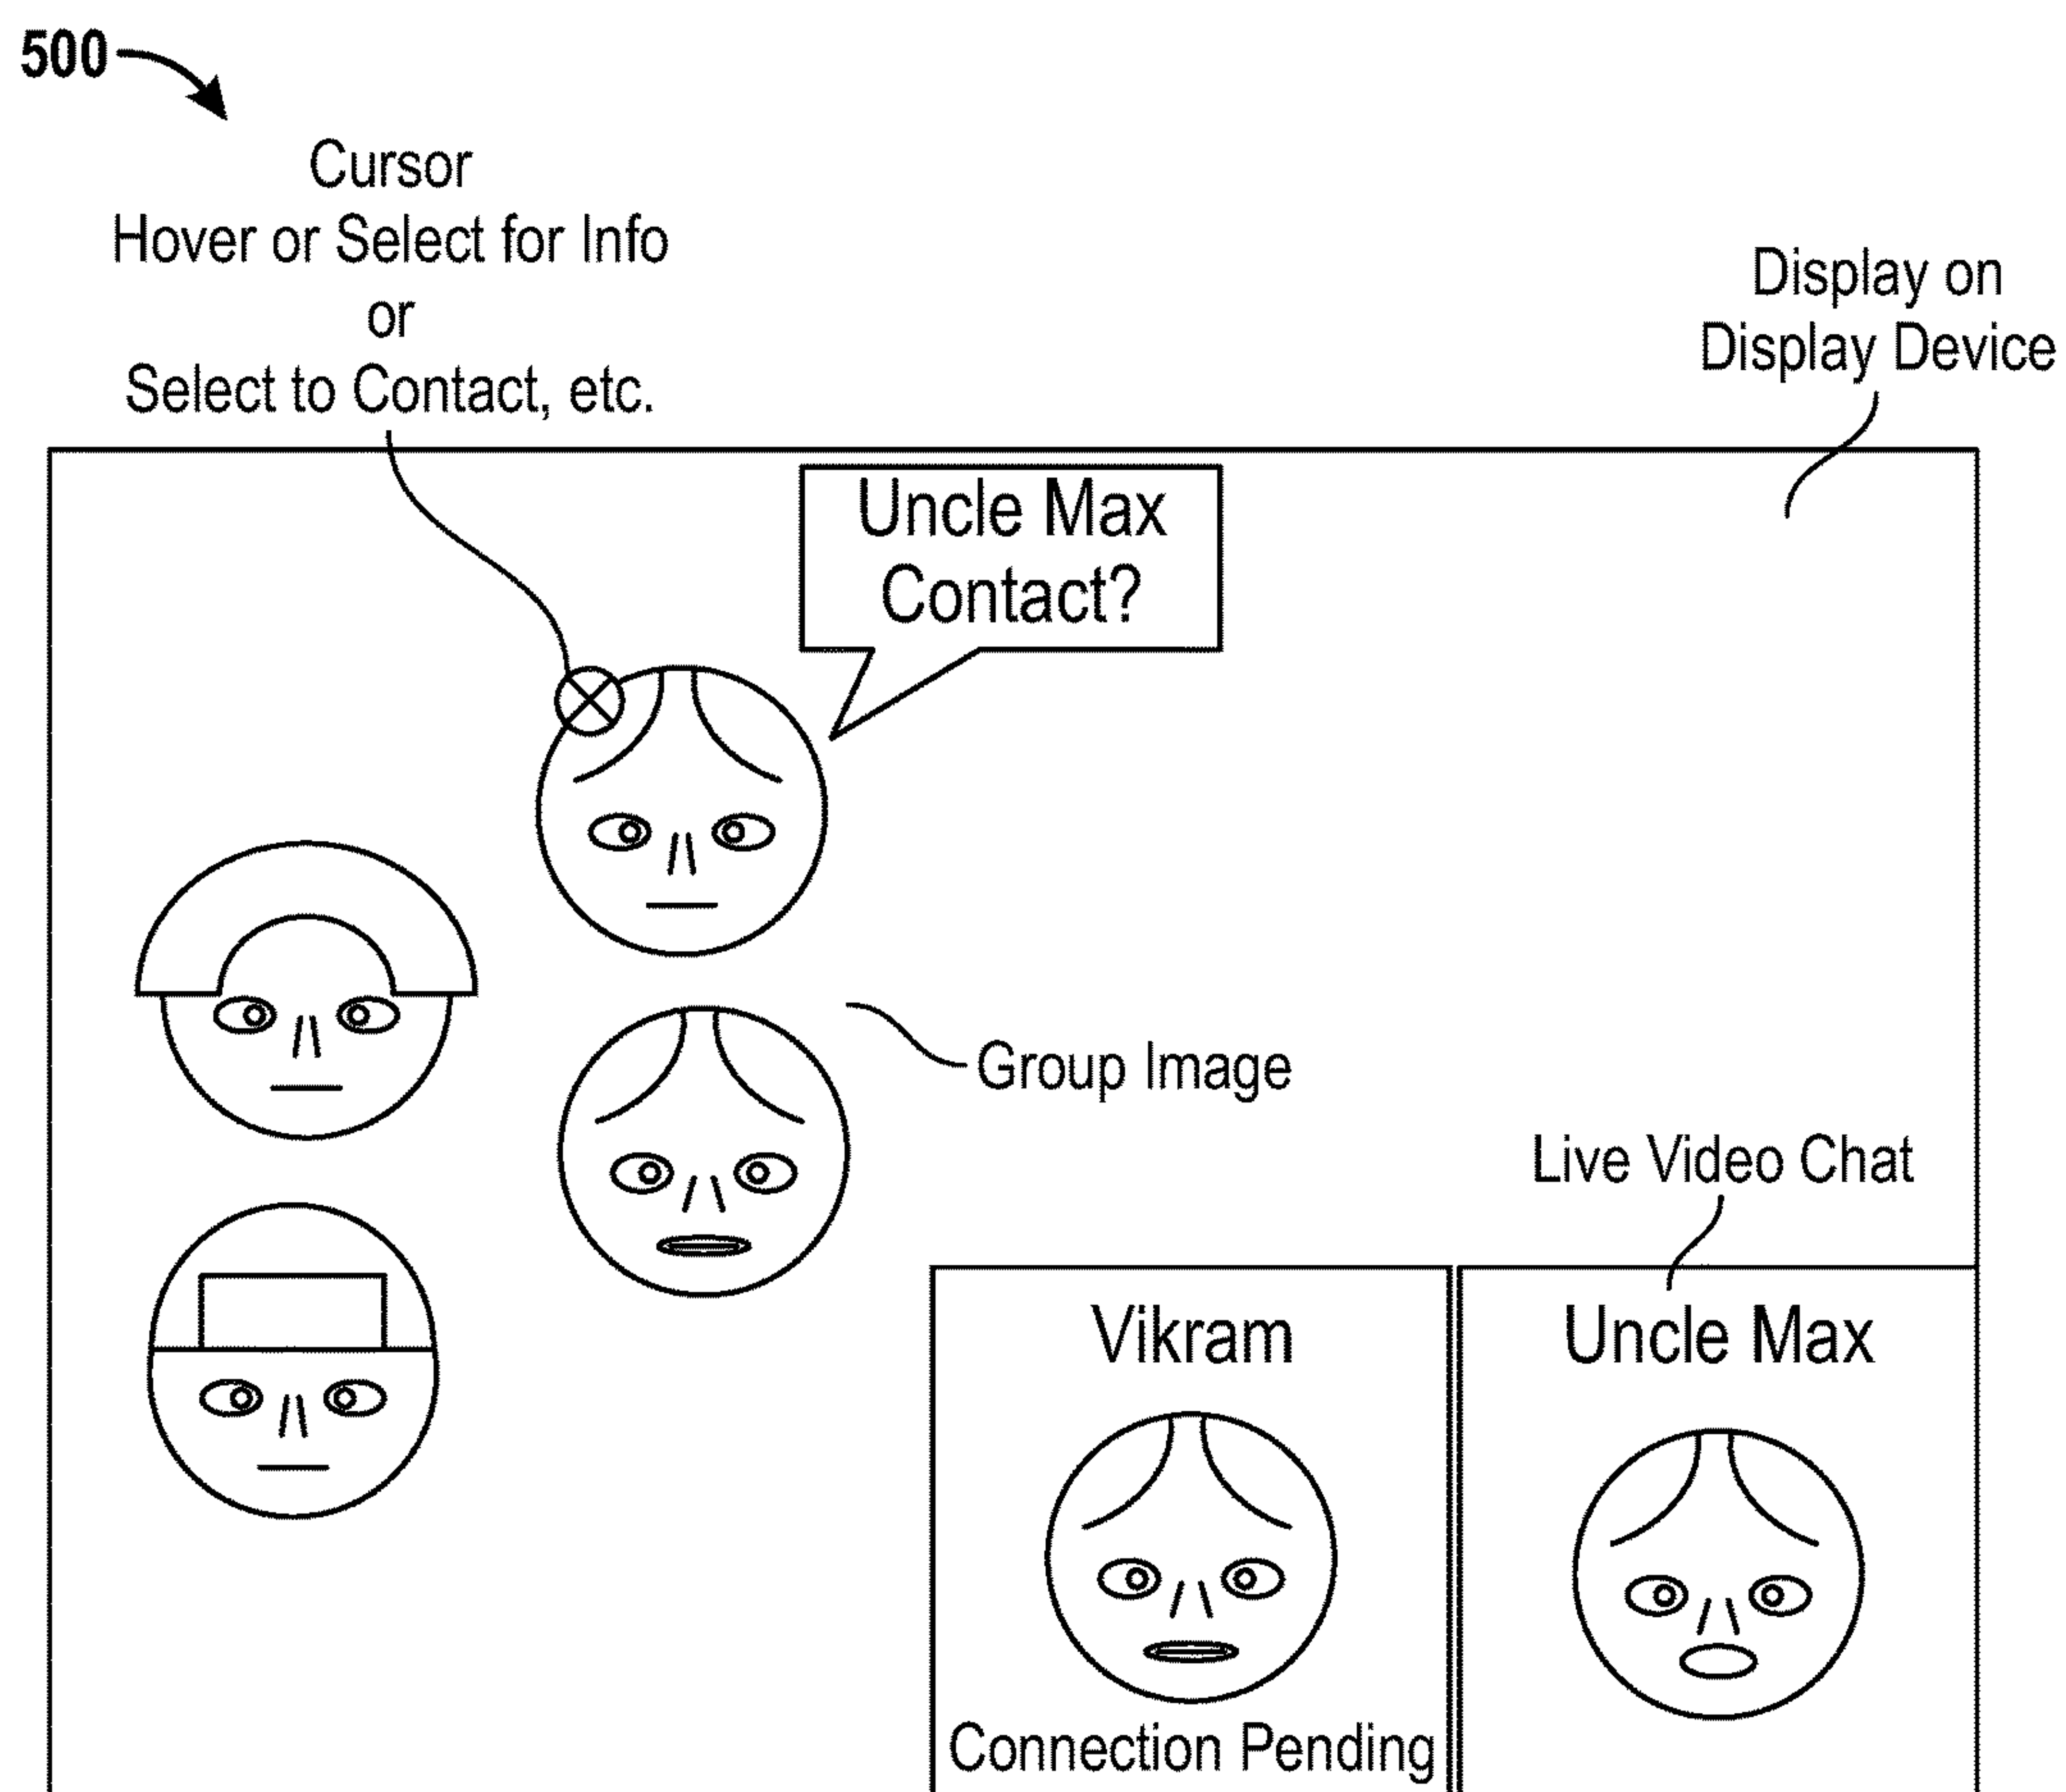 500
Cursor
Hover or Select for Info
or
Select to Contact, etc.
Display on
Display Device
Uncle Max
Contact?
Group Image
Live Video Chat
Vikram
Connection Pending
Uncle Max